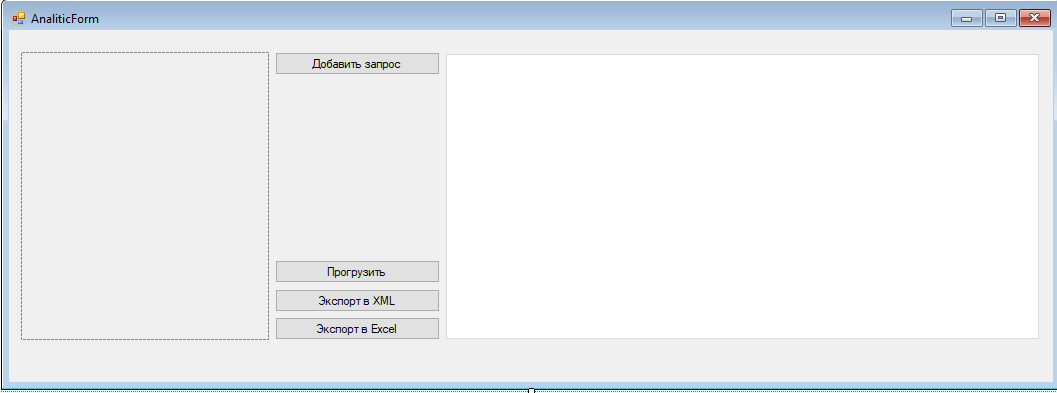 AnaliticForm
Добавить запрос
Прогрузить
Экспорт в XML
Экспорт в Excel